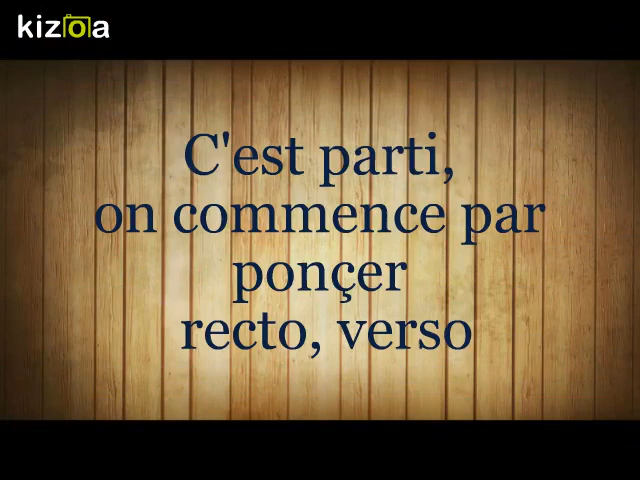 kizoa
C'est parti,
on commence par
ponçer
recto, verso